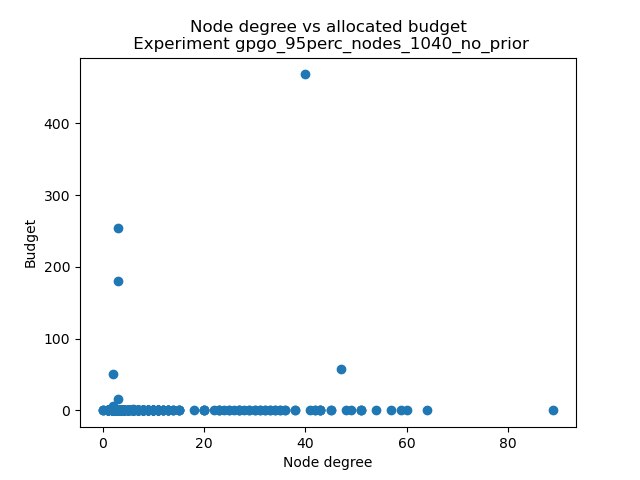 Node degree vs allocated budget
Experiment gpgo_95perc_nodes_1040_no_prior
Budget
400
300
200
100
0
0 20 40 60 80
Node degree